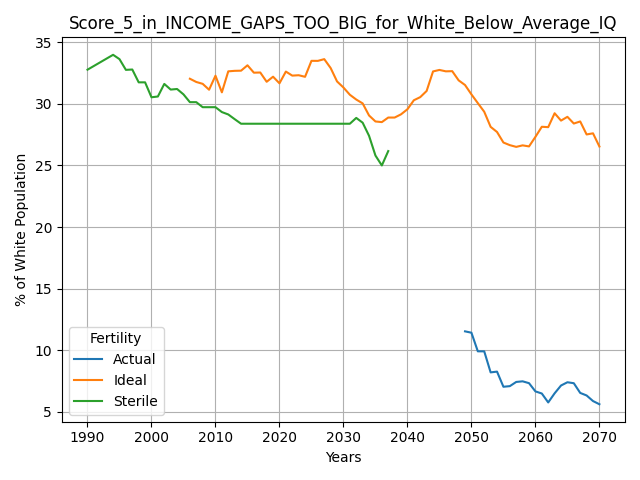 Score_5_in_INCOME_GAPS_TOO_BIG_for_White_Below_Average_IQ
% of White Population
35
30
25
20
15
10
5
Fertility
Actual
Ideal
Sterile
1990 2000 2010 2020 2030 2040 2050 2060 2070
Years